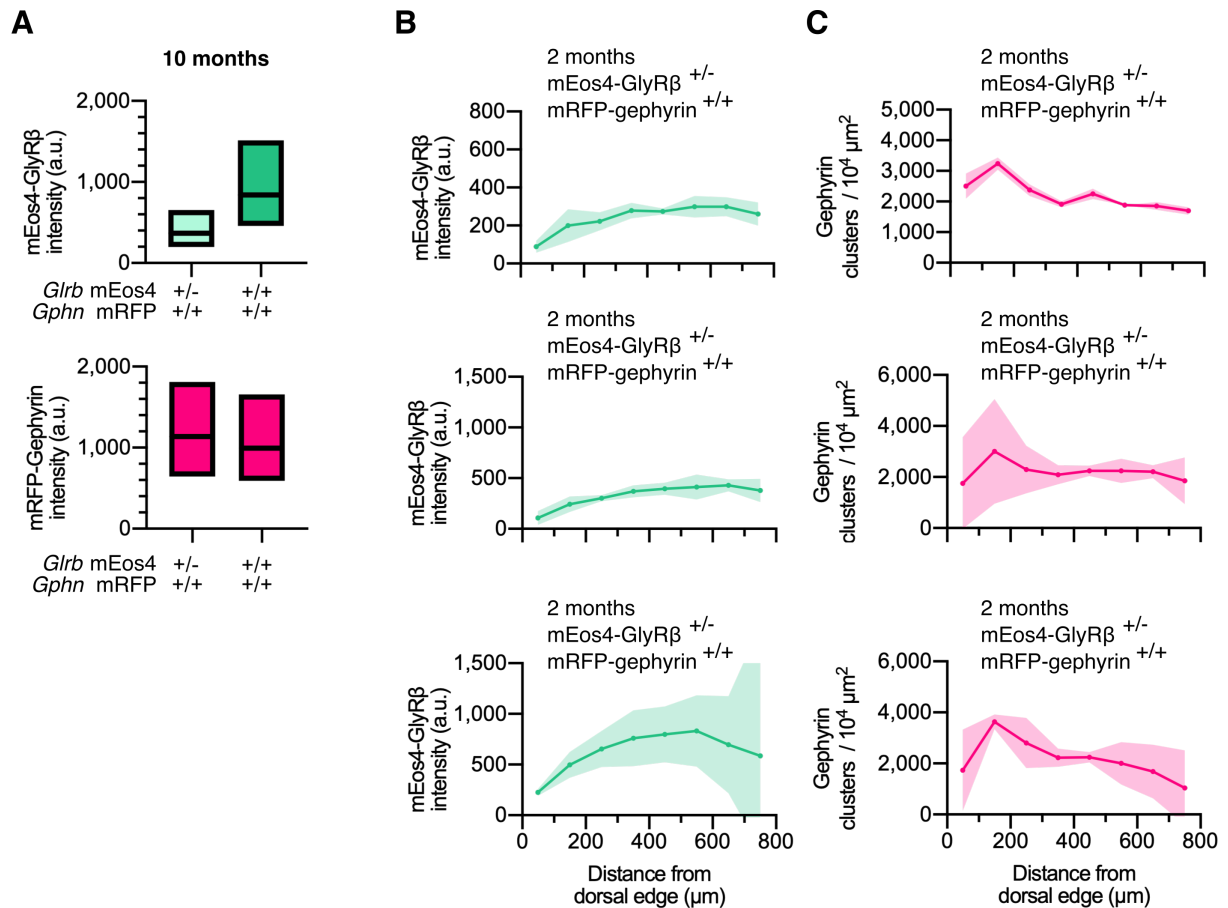 A
10 months
mEos4-GlyRβ
intensity (a.u.)
2,000
1,000
0
Glrb mEos4 +/- +/+
Gphn mRFP +/+ +/+
mRFP-Gephyrin
intensity (a.u.)
2,000
1,000
0
Glrb mEos4 +/- +/+
Gphn mRFP +/+ +/+
B
2 months
mEos4-GlyRβ +/-
mRFP-gephyrin +/+
mEos4-GlyRβ
intensity (a.u.)
800
600
400
200
0
2 months
mEos4-GlyRβ +/-
mRFP-gephyrin +/+
mEos4-GlyRβ
intensity (a.u.)
1,500
1,000
500
0
2 months
mEos4-GlyRβ +/-
mRFP-gephyrin +/+
mEos4-GlyRβ
intensity (a.u.)
1,500
1,000
500
0
0 200 400 600 800
Distance from
dorsal edge (µm)
C
2 months
mEos4-GlyRβ +/-
mRFP-gephyrin +/+
Gephyrin
clusters / 10⁴ µm²
5,000
4,000
3,000
2,000
1,000
0
2 months
mEos4-GlyRβ +/-
mRFP-gephyrin +/+
Gephyrin
clusters / 10⁴ µm²
6,000
4,000
2,000
0
2 months
mEos4-GlyRβ +/-
mRFP-gephyrin +/+
Gephyrin
clusters / 10⁴ µm²
6,000
4,000
2,000
0
0 200 400 600 800
Distance from
dorsal edge (µm)